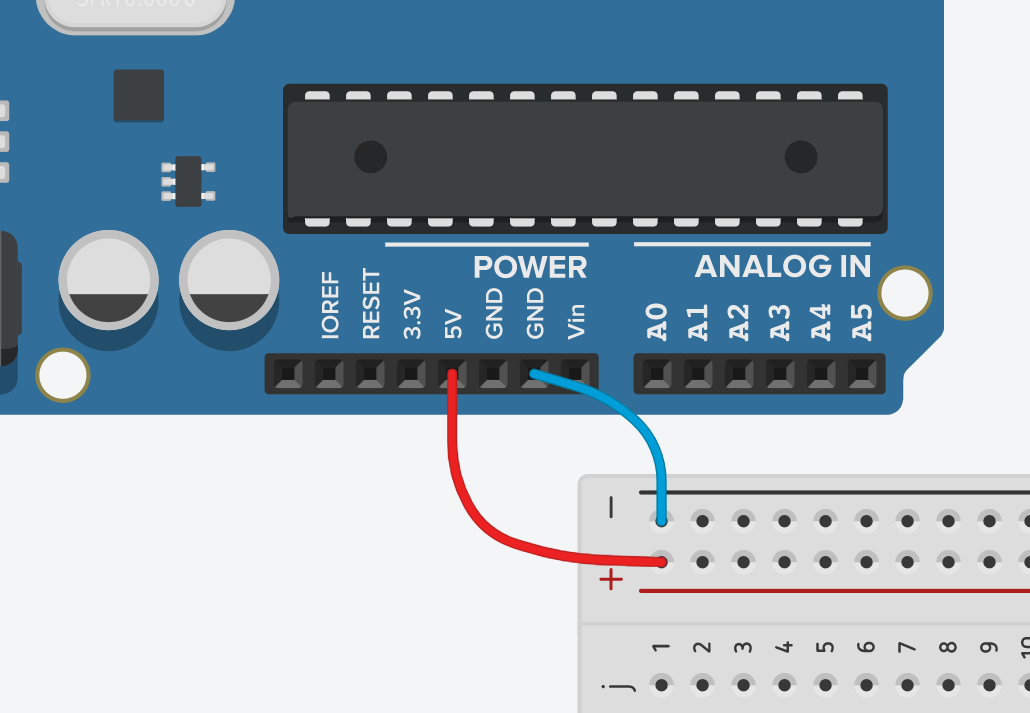 POWER
ANALOG IN
IOREF
RESET
3.3V
5V
GND
GND
Vin
A0
A1
A2
A3
A4
A5
−
+
1 2 3 4 5 6 7 8 9 10
j